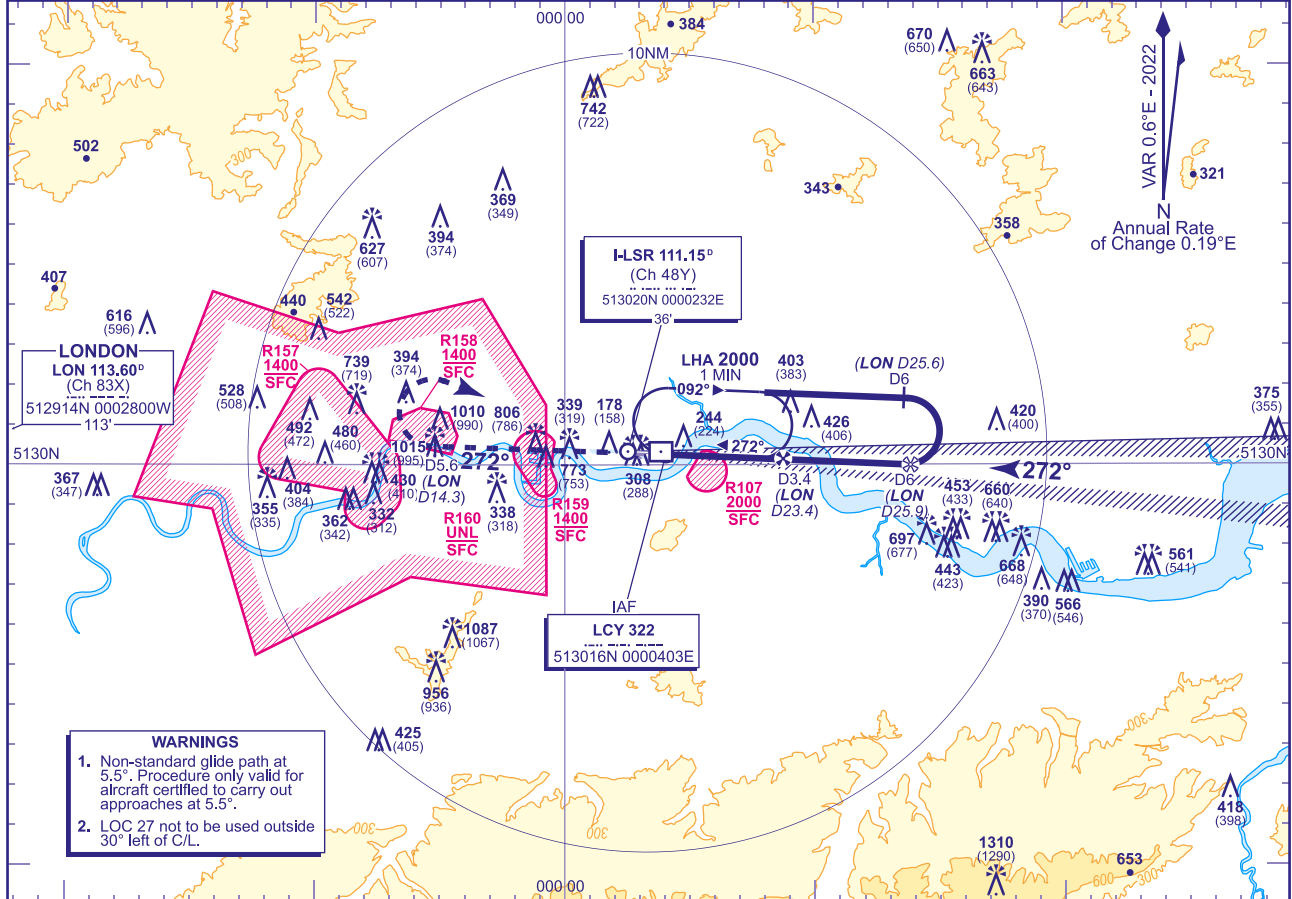 000 00
384
670
(650)
10NM
663
(643)
VAR 0.6°E - 2022
742
(722)
502
300
321
369
(349)
343
N
Annual Rate
of Change 0.19°E
627
(607)
394
(374)
358
I-LSR 111.15ᴰ
(Ch 48Y)
513020N 0000232E
36'
407
440
542
(522)
616
(596)
R157
1400
SFC
R158
1400
SFC
739
(719)
394
(374)
LHA 2000
1 MIN
403
(383)
(LON D25.6)
D6
LONDON
LON 113.60ᴰ
(Ch 83X)
512914N 0002800W
113'
092°
375
(355)
528
(508)
1010
(990)
806
(786)
339
(319)
178
(158)
244
(224)
426
(406)
420
(400)
492
(472)
480
(460)
1015
(995)
272°
5130N
D5.6
(LON
D14.3)
272°
773
(753)
308
(288)
D3.4
(LON
D23.4)
D6
(LON
D25.9)
272°
5130N
367
(347)
404
(384)
430
(410)
355
(335)
362
(342)
332
(312)
338
(318)
R107
2000
SFC
453
(433)
660
(640)
R160
UNL
SFC
R159
1400
SFC
697
(677)
443
(423)
668
(648)
561
(541)
390
(370)
566
(546)
IAF
LCY 322
513016N 0000403E
1087
(1067)
956
(936)
425
(405)
WARNINGS
1. Non-standard glide path at
5.5°. Procedure only valid for
aircraft certified to carry out
approaches at 5.5°.
2. LOC 27 not to be used outside
30° left of C/L.
300
300
300
300
418
(398)
1310
(1290)
653
600
300
000 00